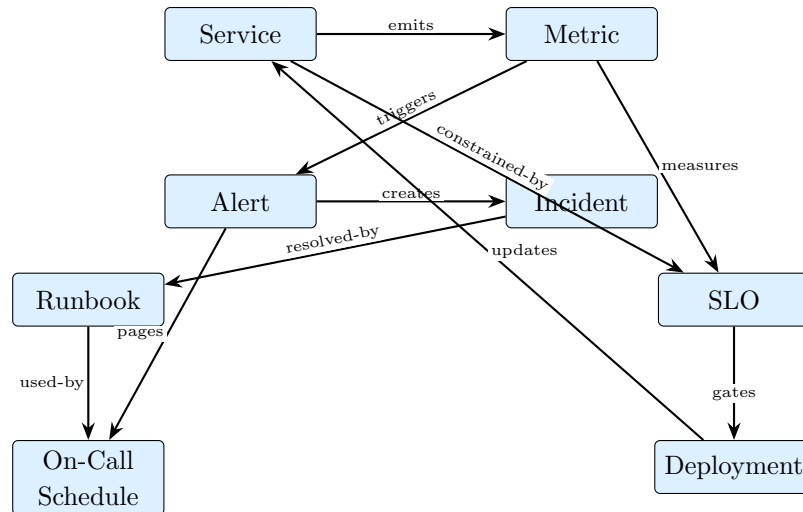 Service
emits
Metric
triggers
constrained-by
measures
Alert
creates
Incident
resolved-by
updates
Runbook
SLO
pages
used-by
gates
On-Call
Schedule
Deployment